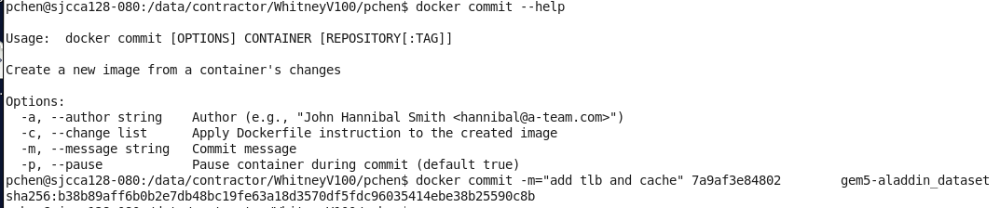 pchen@sjcca128-080:/data/contractor/WhitneyV100/pchen$ docker commit --help
Usage:  docker commit [OPTIONS] CONTAINER [REPOSITORY[:TAG]]
Create a new image from a container's changes
Options:
  -a, --author string    Author (e.g., "John Hannibal Smith <hannibal@a-team.com>")
  -c, --change list      Apply Dockerfile instruction to the created image
  -m, --message string   Commit message
  -p, --pause            Pause container during commit (default true)
pchen@sjcca128-080:/data/contractor/WhitneyV100/pchen$ docker commit -m="add tlb and cache" 7a9af3e84802        gem5-aladdin_dataset
sha256:b38b89aff6b0b2e7db48bc19fe63a18d3570df5fdc96035414ebe38b25590c8b